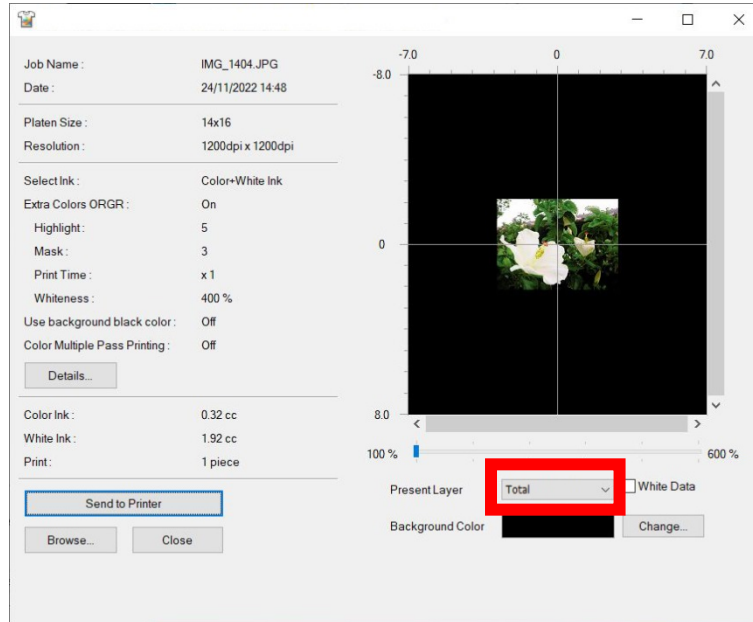 Job Name : IMG_1404.JPG
Date : 24/11/2022 14:48
Platen Size : 14x16
Resolution : 1200dpi x 1200dpi
Select Ink : Color+White Ink
Extra Colors ORGR : On
Highlight : 5
Mask : 3
Print Time : x 1
Whiteness : 400 %
Use background black color : Off
Color Multiple Pass Printing : Off
Details...
Color Ink : 0.32 cc
White Ink : 1.92 cc
Print : 1 piece
Send to Printer
Browse... Close
-7.0 0 7.0
-8.0
0
8.0
100 % 600 %
Present Layer Total White Data
Background Color Change...